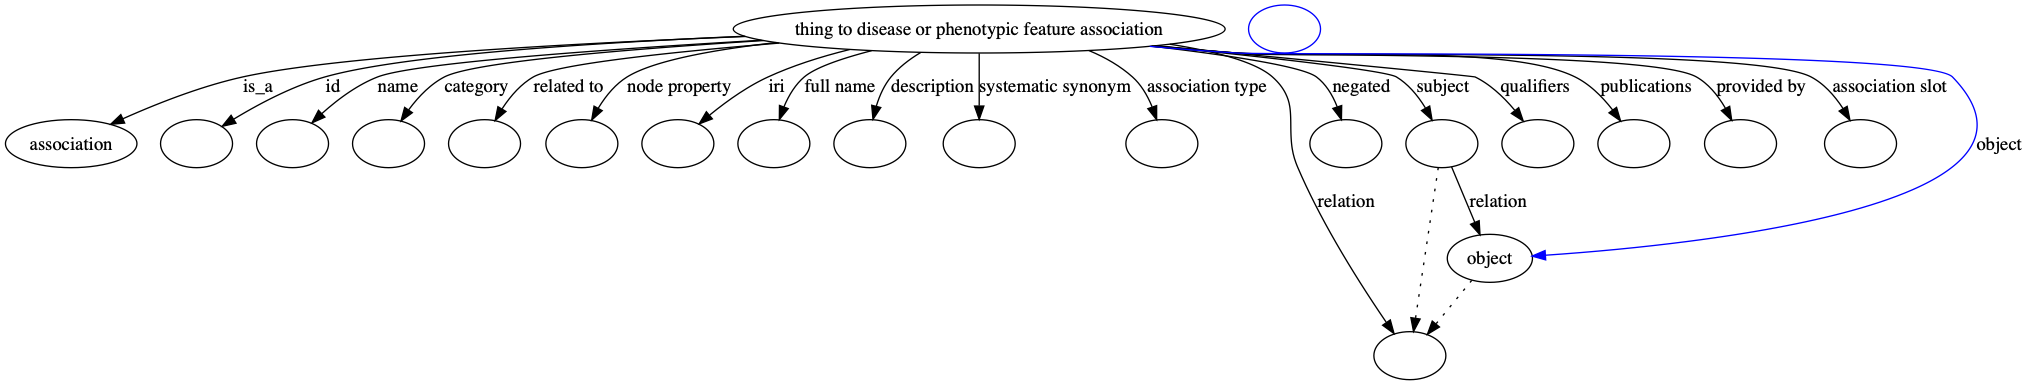 thing to disease or phenotypic feature association
is_a
id
name
category
related to
node property
iri
full name
description
systematic synonym
association type
negated
subject
qualifiers
publications
provided by
association slot
association
object
relation
relation
object